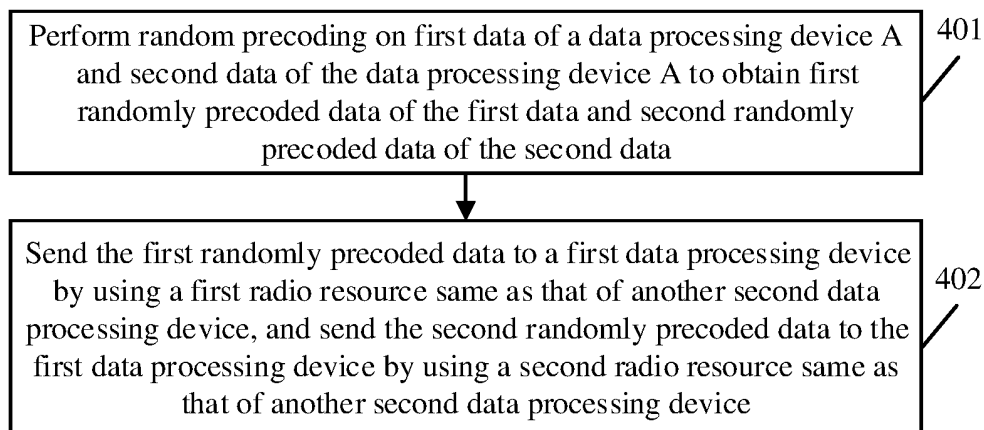 Perform random precoding on first data of a data processing device A
and second data of the data processing device A to obtain first
randomly precoded data of the first data and second randomly
precoded data of the second data
401
Send the first randomly precoded data to a first data processing device
by using a first radio resource same as that of another second data
processing device, and send the second randomly precoded data to the
first data processing device by using a second radio resource same as
that of another second data processing device
402